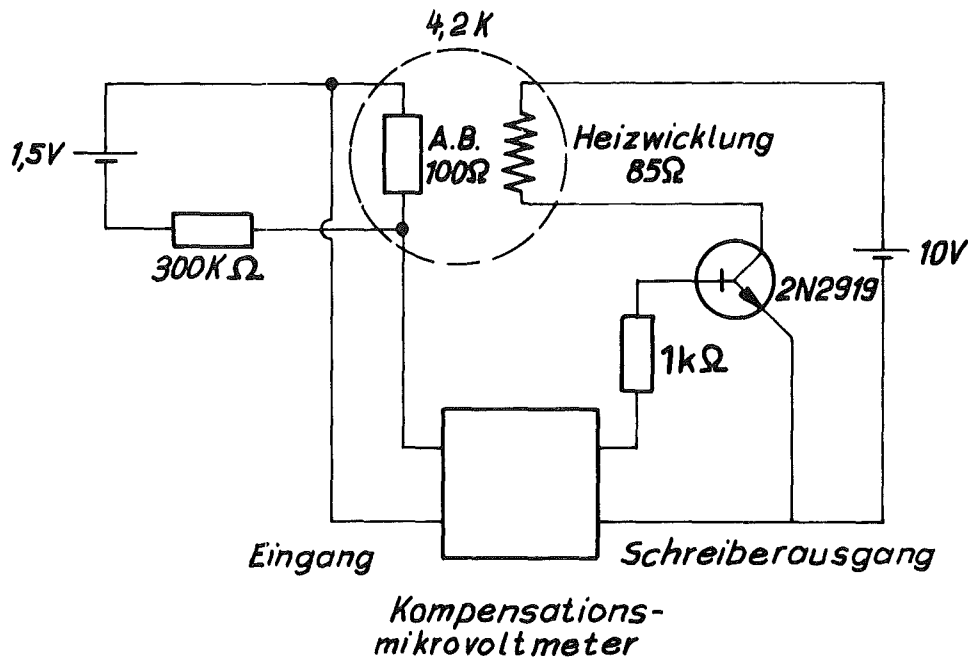 4,2 K
1,5V
A.B.
100Ω
Heizwicklung
85Ω
300KΩ
10V
2N2919
1kΩ
Eingang
Schreiberausgang
Kompensations-
mikrovoltmeter